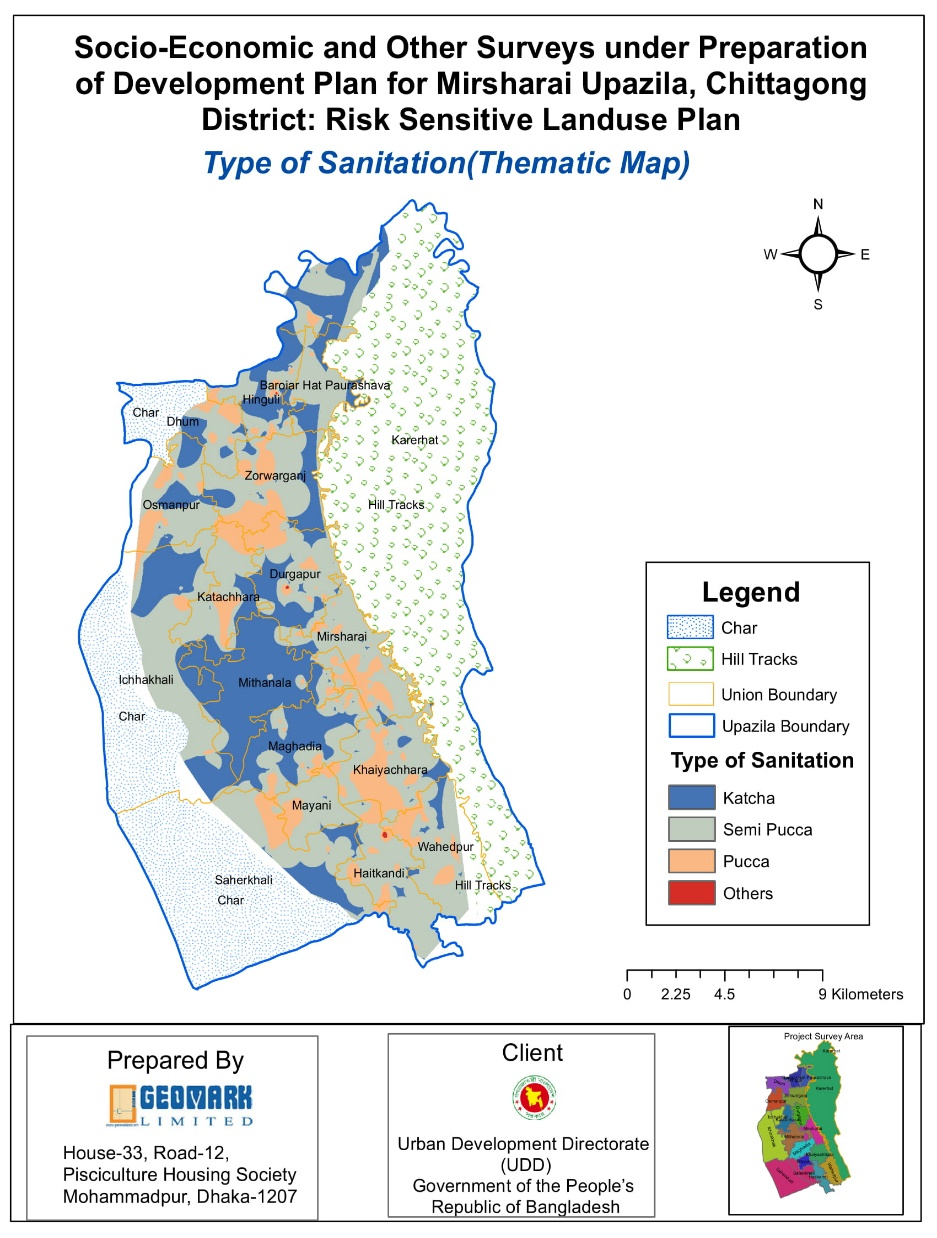 Socio-Economic and Other Surveys under Preparation
of Development Plan for Mirsharai Upazila, Chittagong
District: Risk Sensitive Landuse Plan
Type of Sanitation(Thematic Map)
N
W
E
S
Baroiar Hat Paurashava
Hinguli
Char
Dhum
Karerhat
Zorwarganj
Osmanpur
Hill Tracks
Durgapur
Katachhara
Mirsharai
Ichhakhali
Mithanala
Char
Maghadia
Khaiyachhara
Mayani
Wahedpur
Haitkandi
Saherkhali
Hill Tracks
Char
Legend
Char
Hill Tracks
Union Boundary
Upazila Boundary
Type of Sanitation
Katcha
Semi Pucca
Pucca
Others
0 2.25 4.5 9 Kilometers
Prepared By
GEOMARK
LIMITED
House-33, Road-12,
Pisciculture Housing Society
Mohammadpur, Dhaka-1207
Client
Urban Development Directorate
(UDD)
Government of the People's
Republic of Bangladesh
Project Survey Area
Karerhat